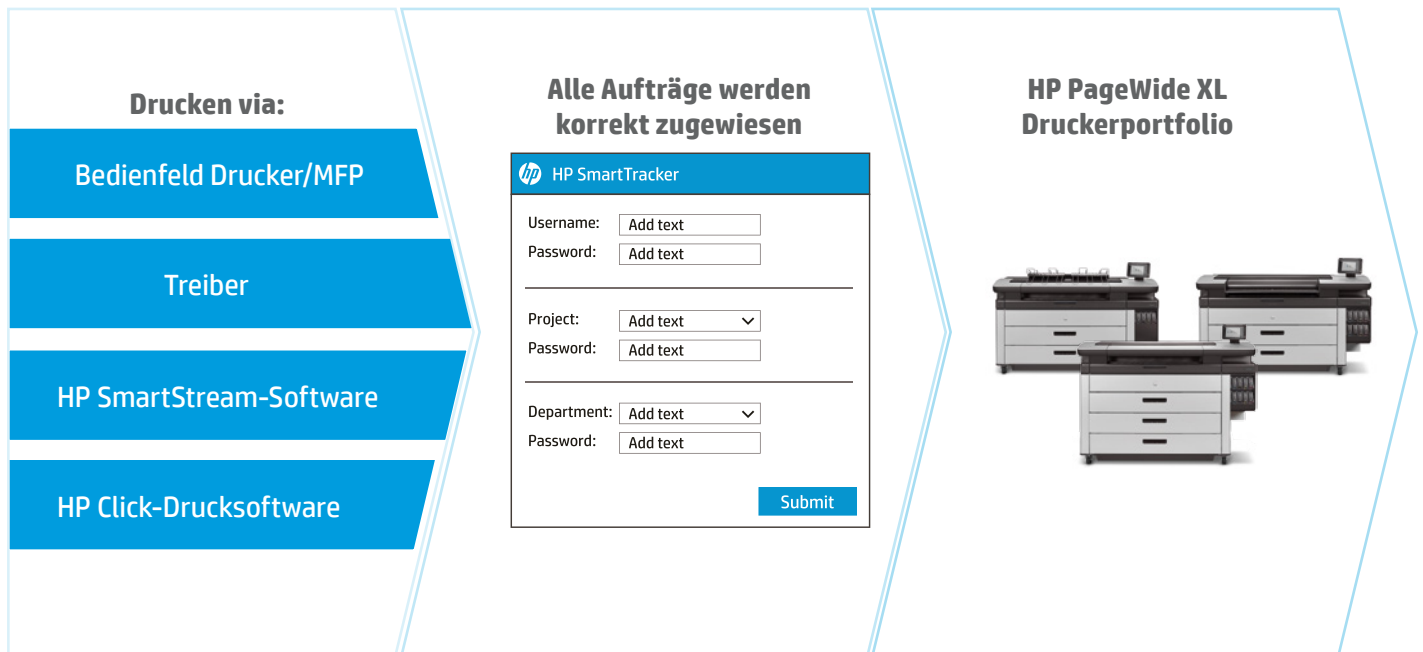 Drucken via:
Bedienfeld Drucker/MFP
Treiber
HP SmartStream-Software
HP Click-Drucksoftware
Alle Aufträge werden
korrekt zugewiesen
hp HP SmartTracker
Username: Add text
Password: Add text
Project: Add text
Password: Add text
Department: Add text
Password: Add text
Submit
HP PageWide XL
Druckerportfolio